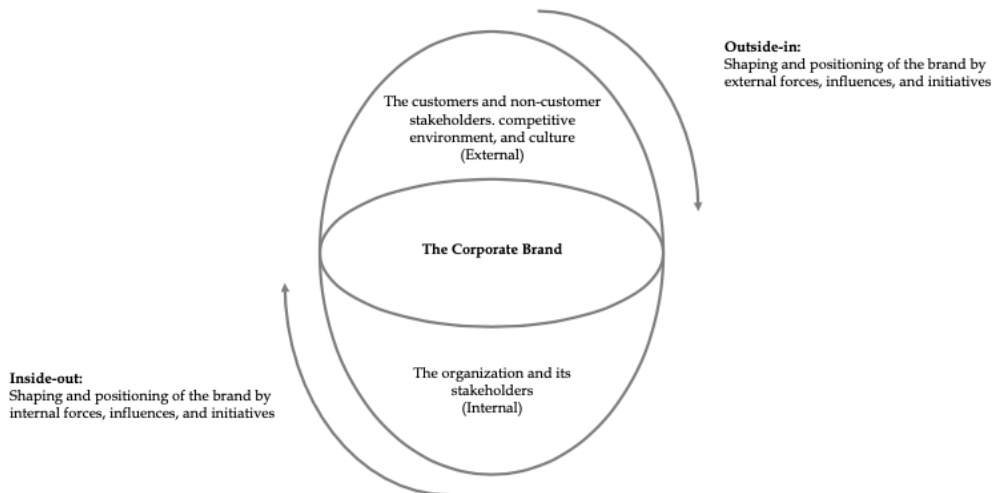 Outside-in:
Shaping and positioning of the brand by
external forces, influences, and initiatives
The customers and non-customer
stakeholders. competitive
environment, and culture
(External)
The Corporate Brand
Inside-out:
Shaping and positioning of the brand by
internal forces, influences, and initiatives
The organization and its
stakeholders
(Internal)